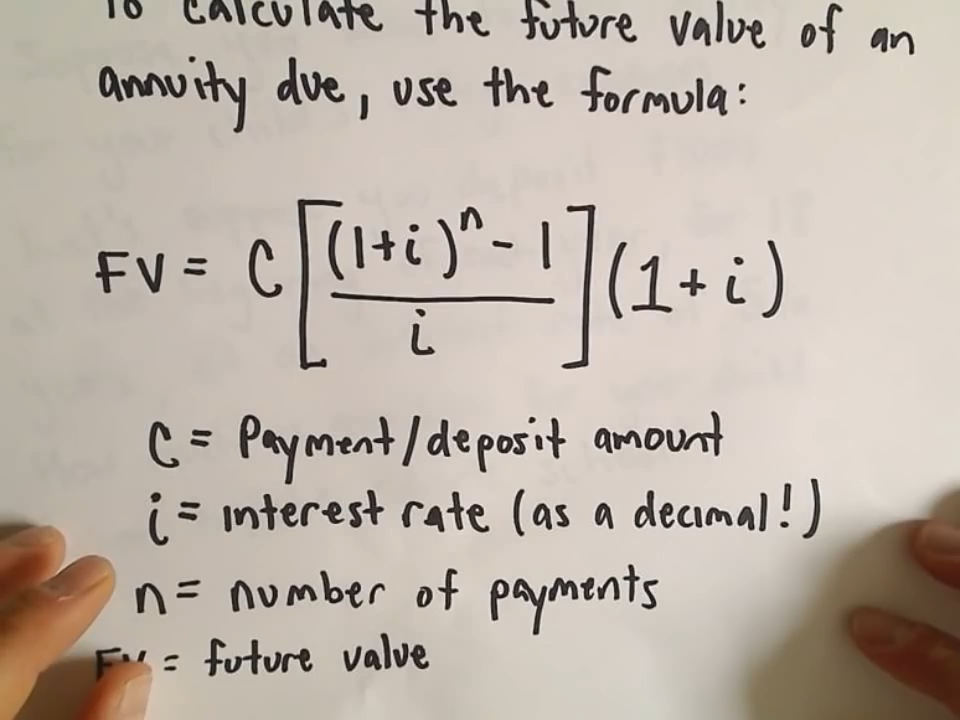 To calculate the future value of an
annuity due, use the formula:
FV = C [ ((1+i)^n - 1) / i ] (1 + i)
C = Payment/deposit amount
i = interest rate (as a decimal!)
n = number of payments
FV = future value